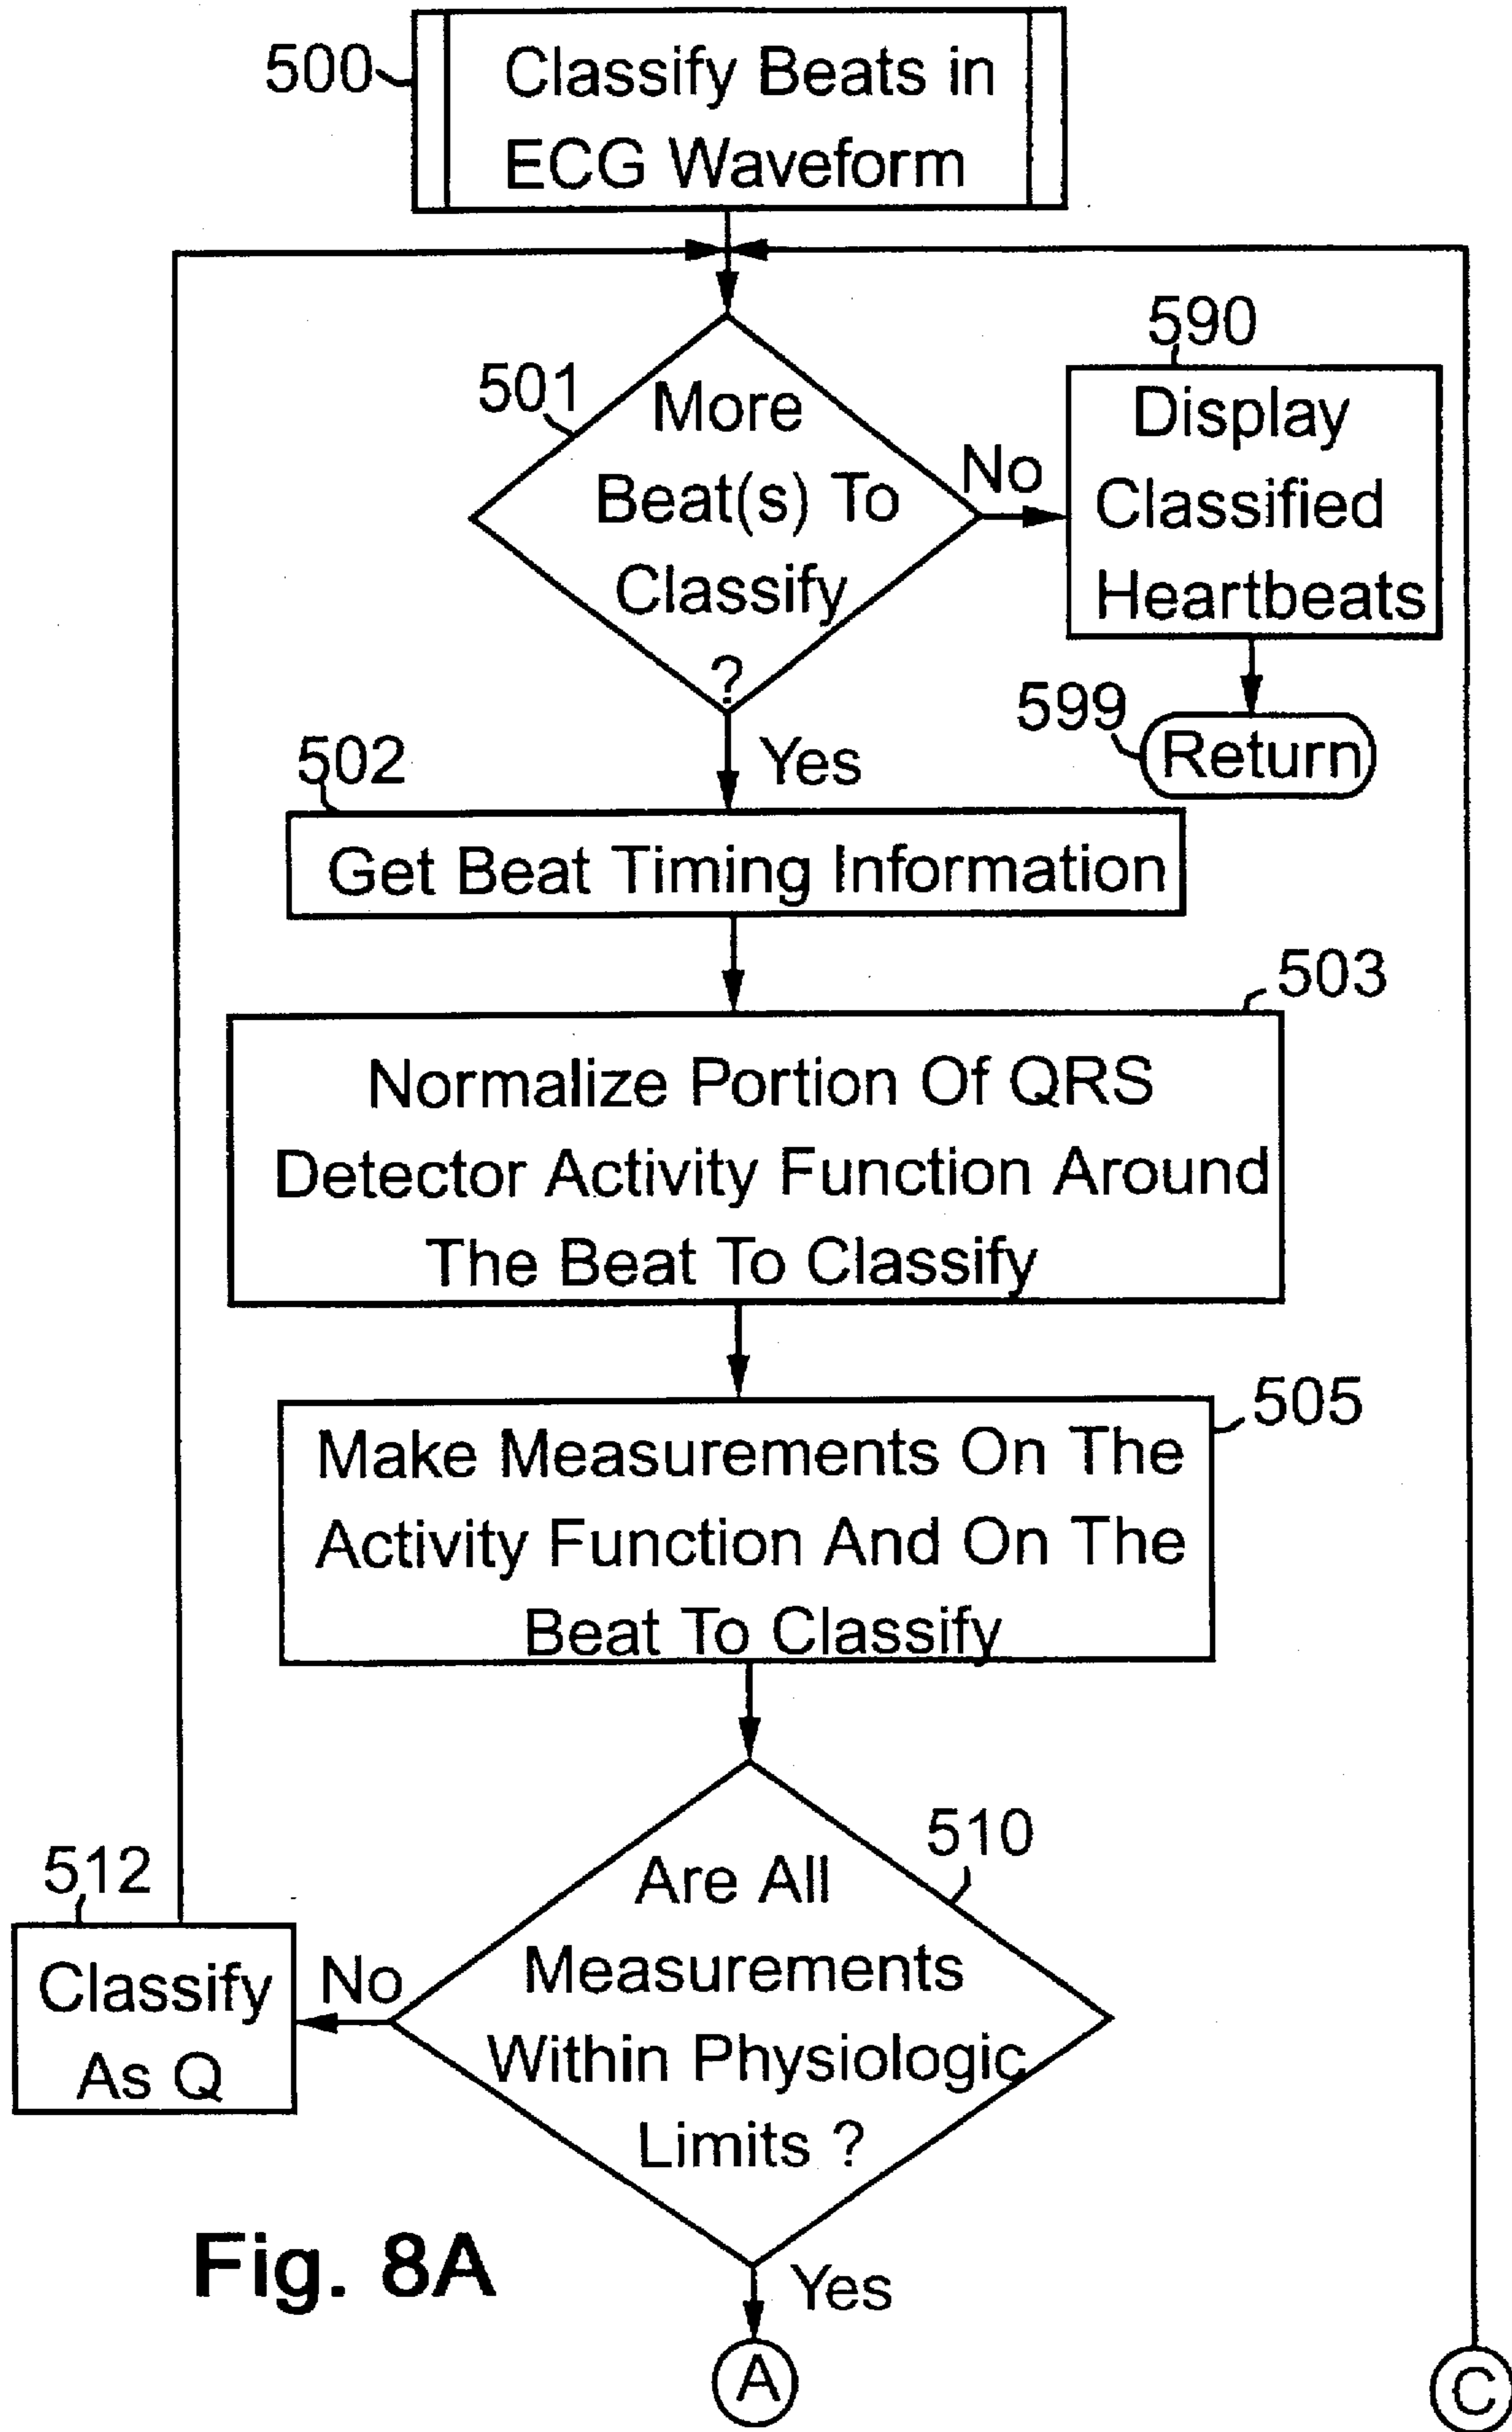 500
Classify Beats in
ECG Waveform
590
501
More
Beat(s) To
Classify
?
No
Display
Classified
Heartbeats
599
Return
Yes
502
Get Beat Timing Information
503
Normalize Portion Of QRS
Detector Activity Function Around
The Beat To Classify
505
Make Measurements On The
Activity Function And On The
Beat To Classify
510
Are All
Measurements
Within Physiologic
Limits ?
No
512
Classify
As Q
Yes
Fig. 8A
A
C